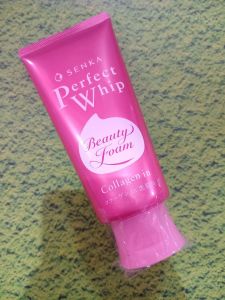 SENKA
Perfect
Whip
Beauty
Foam
Collagen in